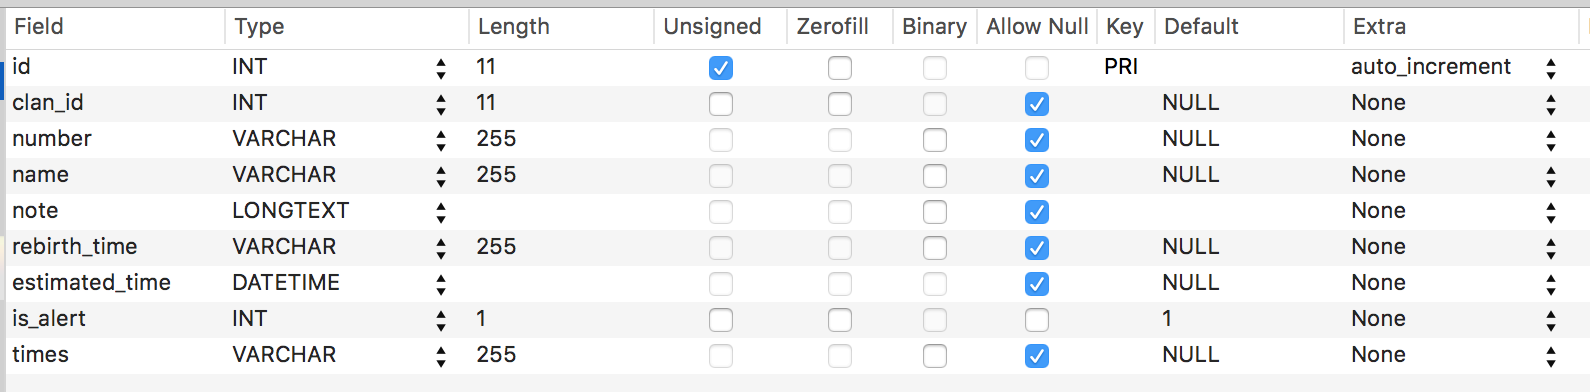 Field Type Length Unsigned Zerofill Binary Allow Null Key Default Extra
id INT 11 PRI auto_increment
clan_id INT 11 NULL None
number VARCHAR 255 NULL None
name VARCHAR 255 NULL None
note LONGTEXT None
rebirth_time VARCHAR 255 NULL None
estimated_time DATETIME NULL None
is_alert INT 1 1 None
times VARCHAR 255 NULL None